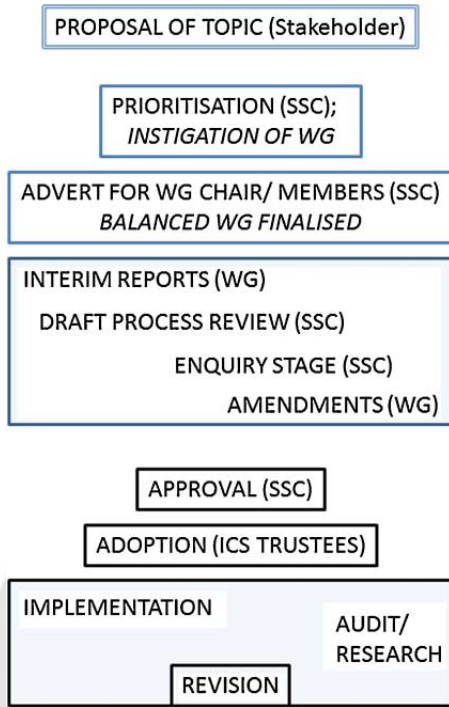 PROPOSAL OF TOPIC (Stakeholder)
PRIORITISATION (SSC);
INSTIGATION OF WG
ADVERT FOR WG CHAIR/ MEMBERS (SSC)
BALANCED WG FINALISED
INTERIM REPORTS (WG)
DRAFT PROCESS REVIEW (SSC)
ENQUIRY STAGE (SSC)
AMENDMENTS (WG)
APPROVAL (SSC)
ADOPTION (ICS TRUSTEES)
IMPLEMENTATION
AUDIT/
RESEARCH
REVISION